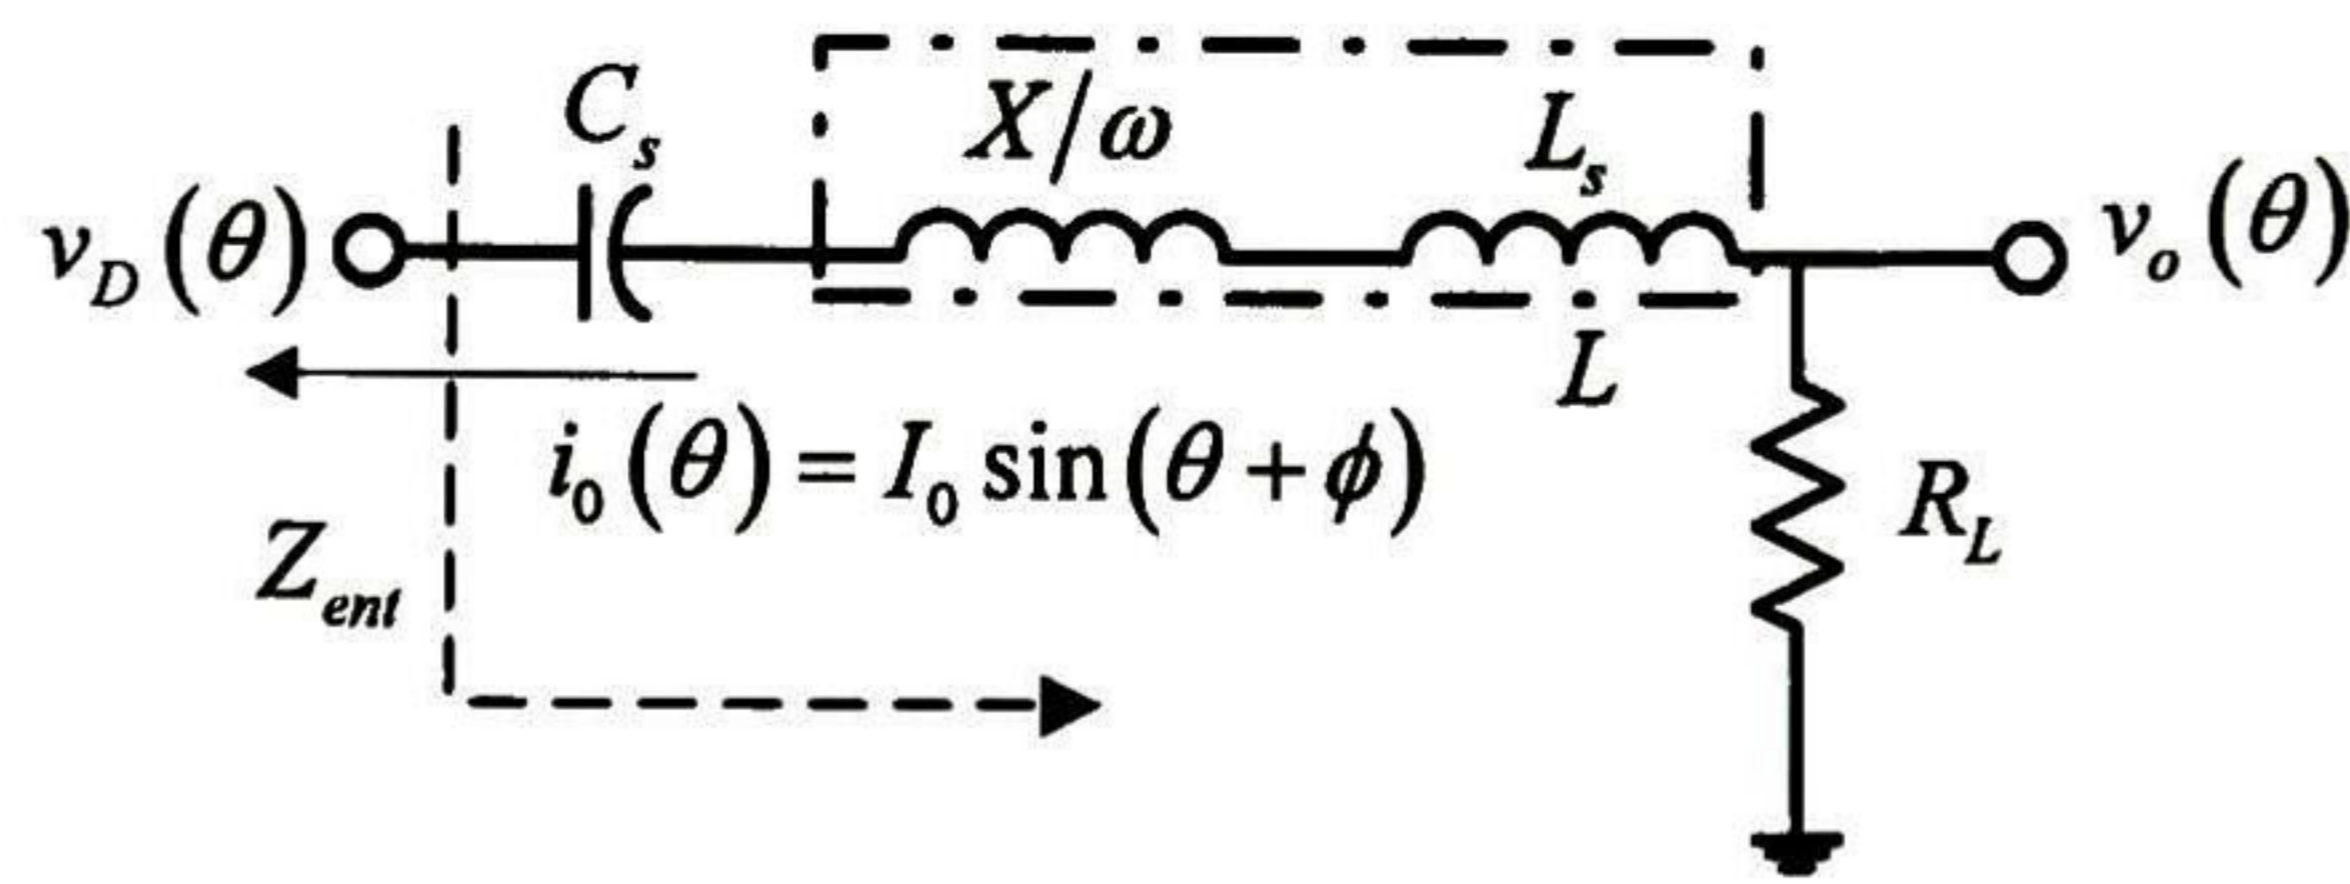 C_s
X/ω
L_s
v_D(θ)
v_o(θ)
L
i_0(θ) = I_0 sin(θ + ϕ)
R_L
Z_ent